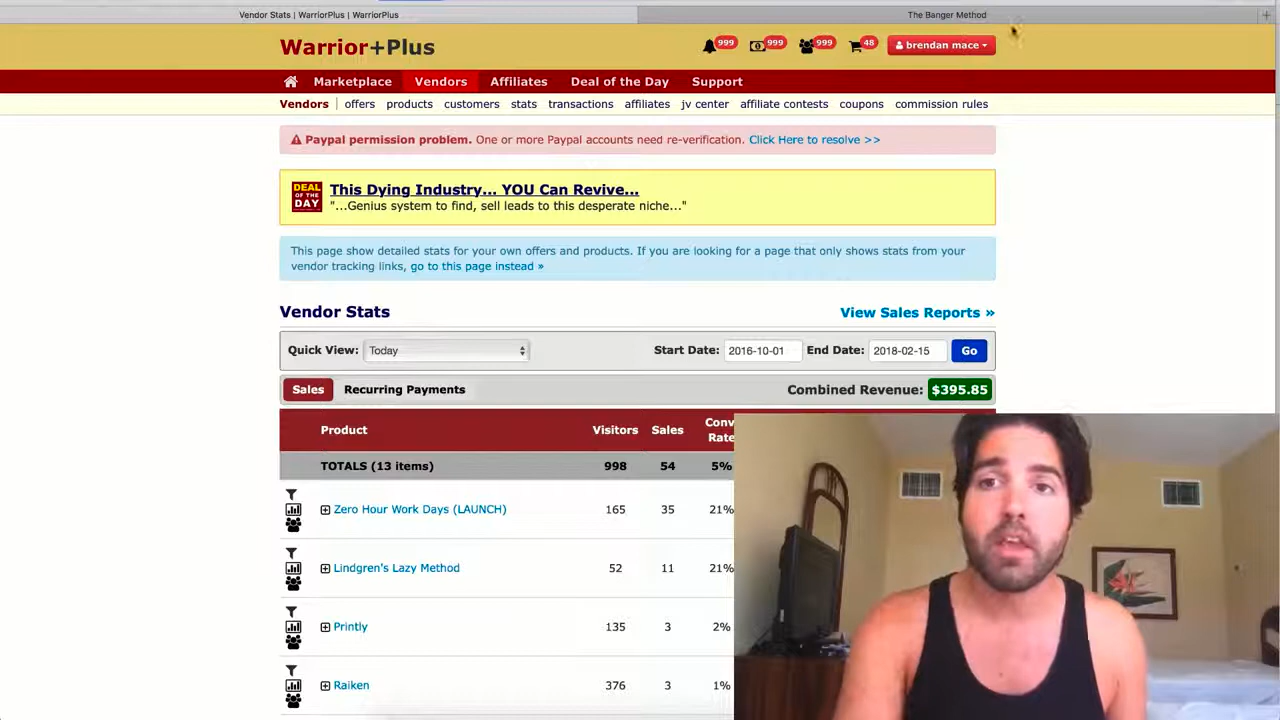 Vendor Stats | WarriorPlus | WarriorPlus
The Banger Method
Warrior+Plus
999
999
999
48
brendan mace
Marketplace Vendors Affiliates Deal of the Day Support
Vendors | offers products customers stats transactions affiliates jv center affiliate contests coupons commission rules
Paypal permission problem. One or more Paypal accounts need re-verification. Click Here to resolve >>
DEAL OF THE DAY
This Dying Industry... YOU Can Revive...
"...Genius system to find, sell leads to this desperate niche..."
This page show detailed stats for your own offers and products. If you are looking for a page that only shows stats from your
vendor tracking links, go to this page instead »
Vendor Stats
View Sales Reports »
Quick View: Today Start Date: 2016-10-01 End Date: 2018-02-15 Go
Sales Recurring Payments Combined Revenue: $395.85
Product Visitors Sales Conv Rate
TOTALS (13 items) 998 54 5%
Zero Hour Work Days (LAUNCH) 165 35 21%
Lindgren's Lazy Method 52 11 21%
Printly 135 3 2%
Raiken 376 3 1%